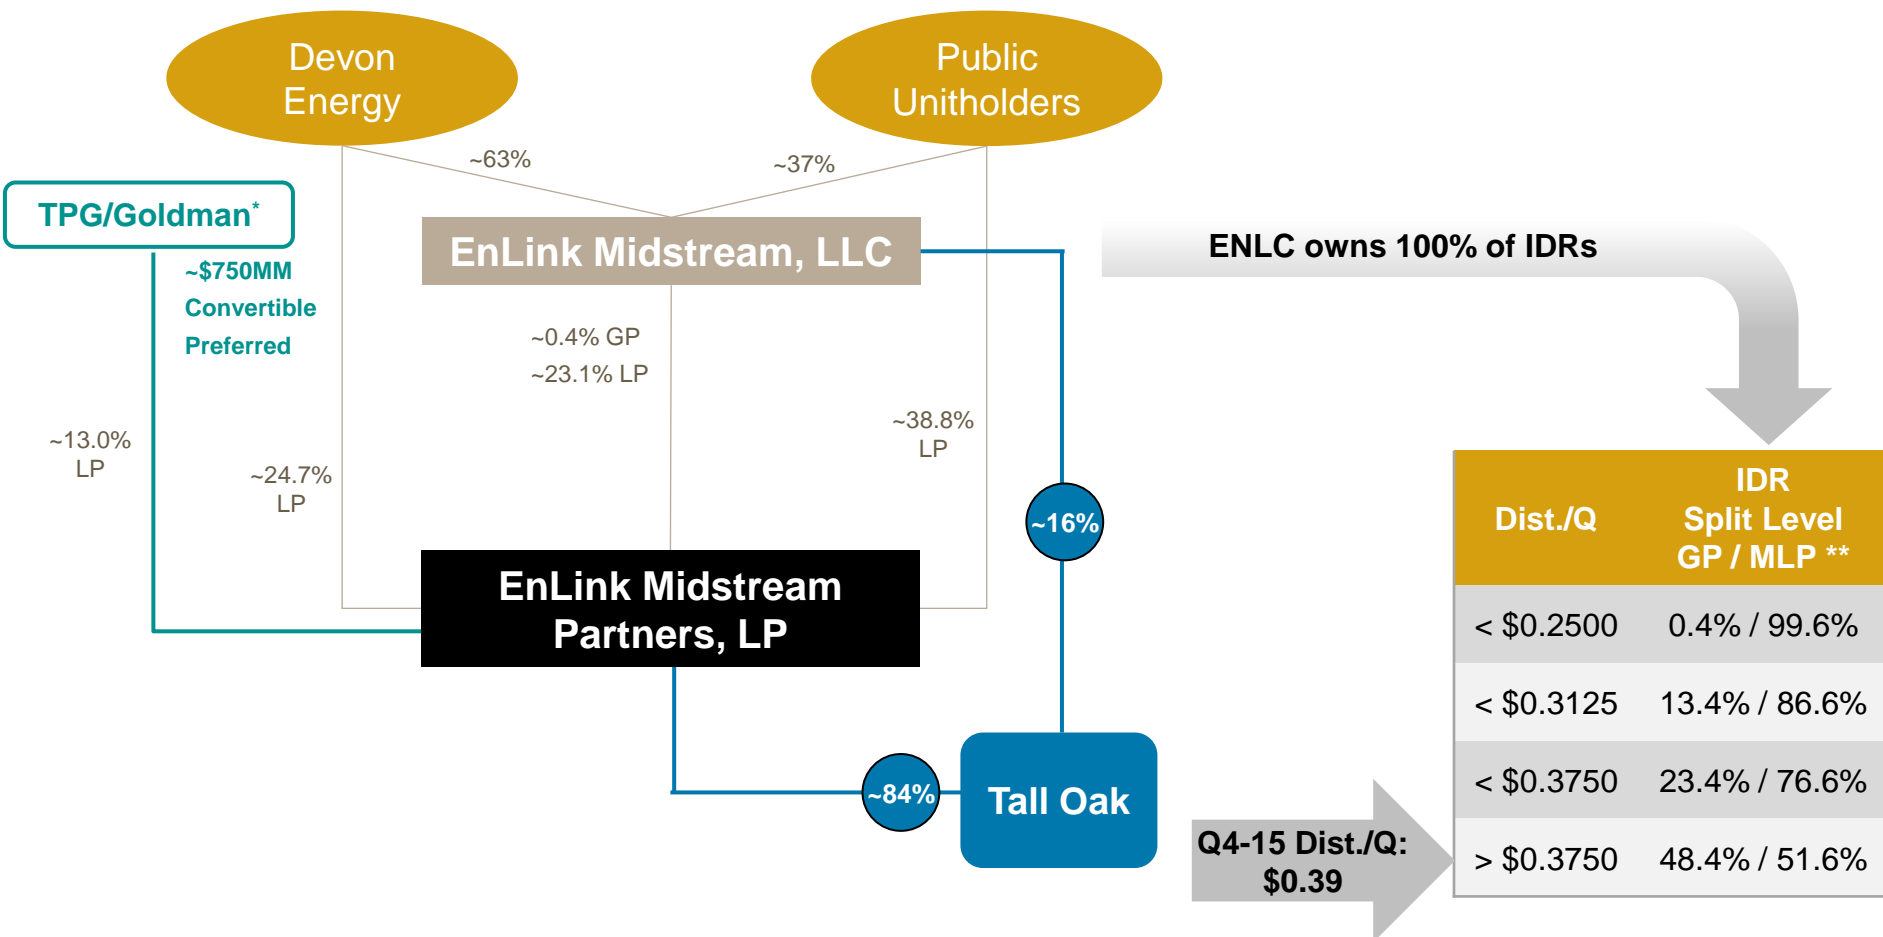 Devon
Energy
Public
Unitholders
~63%
~37%
TPG/Goldman*
~$750MM
Convertible
Preferred
EnLink Midstream, LLC
ENLC owns 100% of IDRs
~0.4% GP
~23.1% LP
~13.0%
LP
~24.7%
LP
~38.8%
LP
~16%
EnLink Midstream
Partners, LP
~84%
Tall Oak
Q4-15 Dist./Q:
$0.39
Dist./Q
IDR
Split Level
GP / MLP **
< $0.2500 0.4% / 99.6%
< $0.3125 13.4% / 86.6%
< $0.3750 23.4% / 76.6%
> $0.3750 48.4% / 51.6%